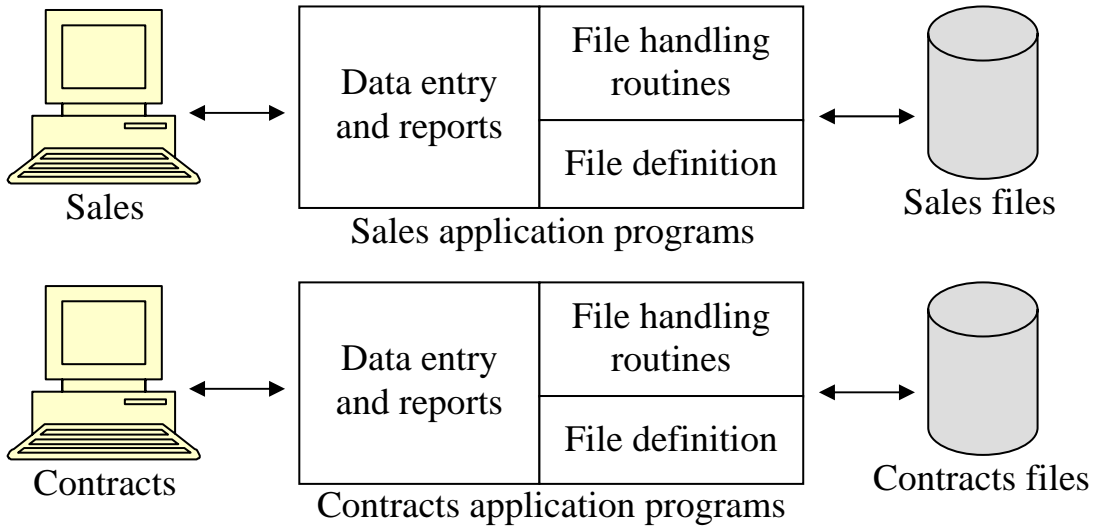 Sales
Data entry
and reports
File handling
routines
File definition
Sales application programs
Sales files
Contracts
Data entry
and reports
File handling
routines
File definition
Contracts application programs
Contracts files